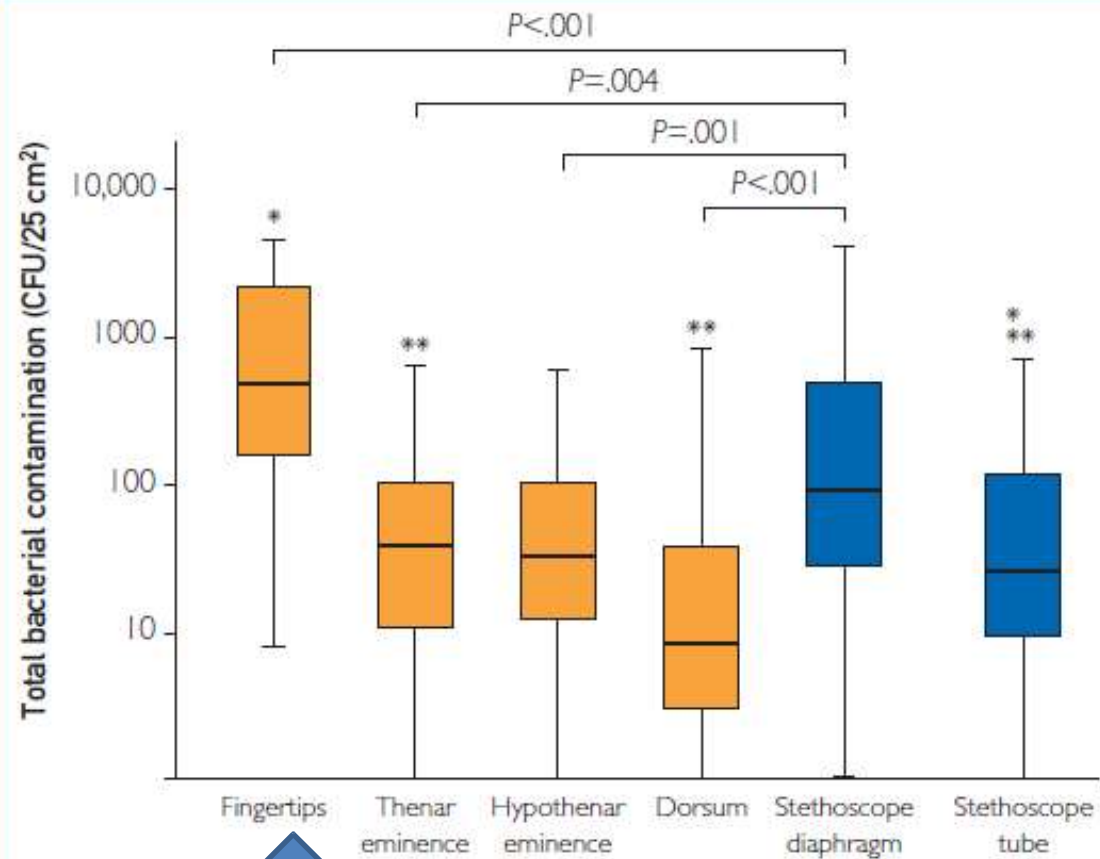 P<.001
P=.004
P=.001
P<.001
Total bacterial contamination (CFU/25 cm²)
10,000
1000
100
10
*
**
**
*
**
Fingertips
Thenar
eminence
Hypothenar
eminence
Dorsum
Stethoscope
diaphragm
Stethoscope
tube